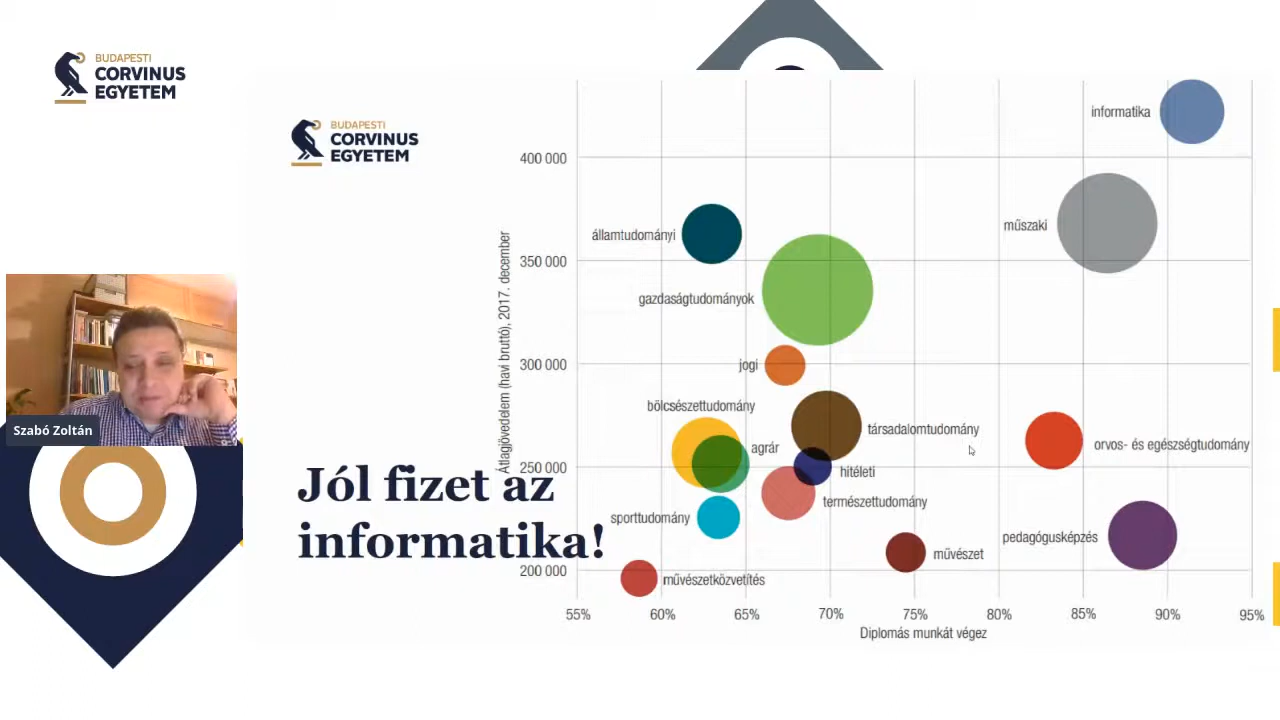 BUDAPESTI
CORVINUS
EGYETEM
BUDAPESTI
CORVINUS
EGYETEM
Szabó Zoltán
Jól fizet az
informatika!
Átlagjövedelem (havi bruttó), 2017. december
400 000
350 000
300 000
250 000
200 000
informatika
műszaki
államtudományi
gazdaságtudományok
jogi
bölcsészettudomány
társadalomtudomány
agrár
orvos- és egészségtudomány
hitéleti
természettudomány
sporttudomány
pedagógusképzés
művészet
művészetközvetítés
55%
60%
65%
70%
75%
80%
85%
90%
95%
Diplomás munkát végez